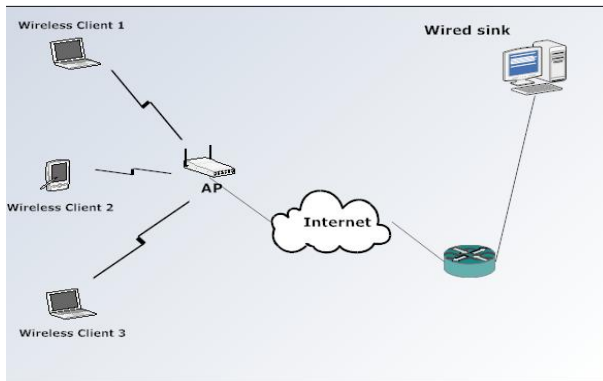 Wireless Client 1
Wired sink
AP
Wireless Client 2
Internet
Wireless Client 3